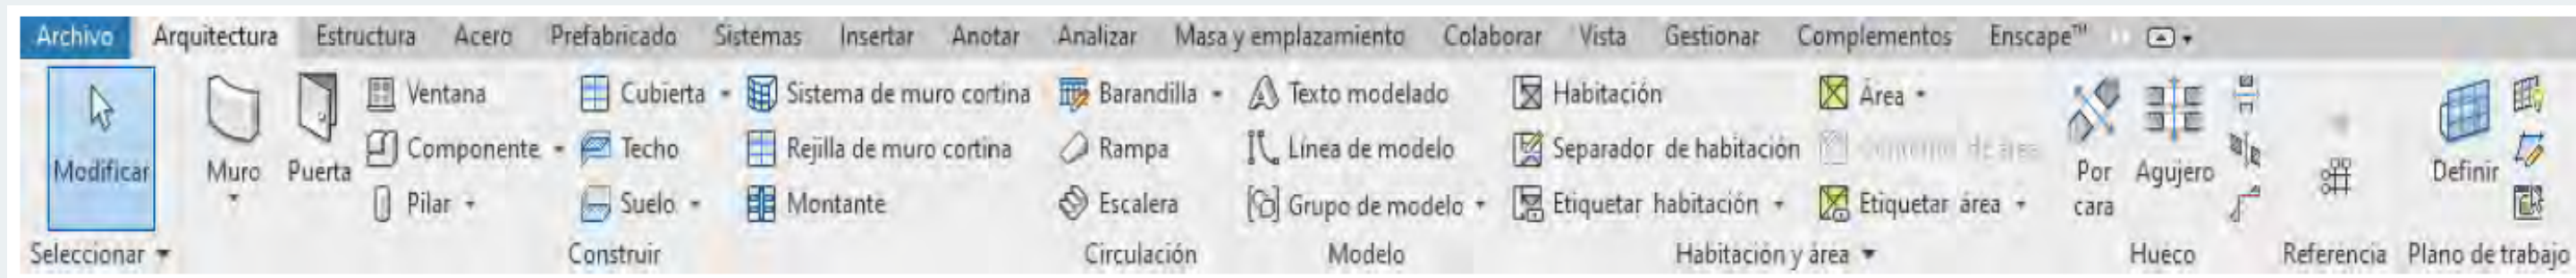 Archivo Arquitectura Estructura Acero Prefabricado Sistemas Insertar Anotar Analizar Masa y emplazamiento Colaborar Vista Gestionar Complementos Enscape™
Modificar
Muro
Puerta
Ventana
Componente
Pilar
Cubierta
Techo
Suelo
Sistema de muro cortina
Rejilla de muro cortina
Montante
Barandilla
Rampa
Escalera
Texto modelado
Línea de modelo
Grupo de modelo
Habitación
Separador de habitación
Etiquetar habitación
Área
de área
Etiquetar área
Por
cara
Agujero
Definir
Seleccionar Construir Circulación Modelo Habitación y área Hueco Referencia Plano de trabajo